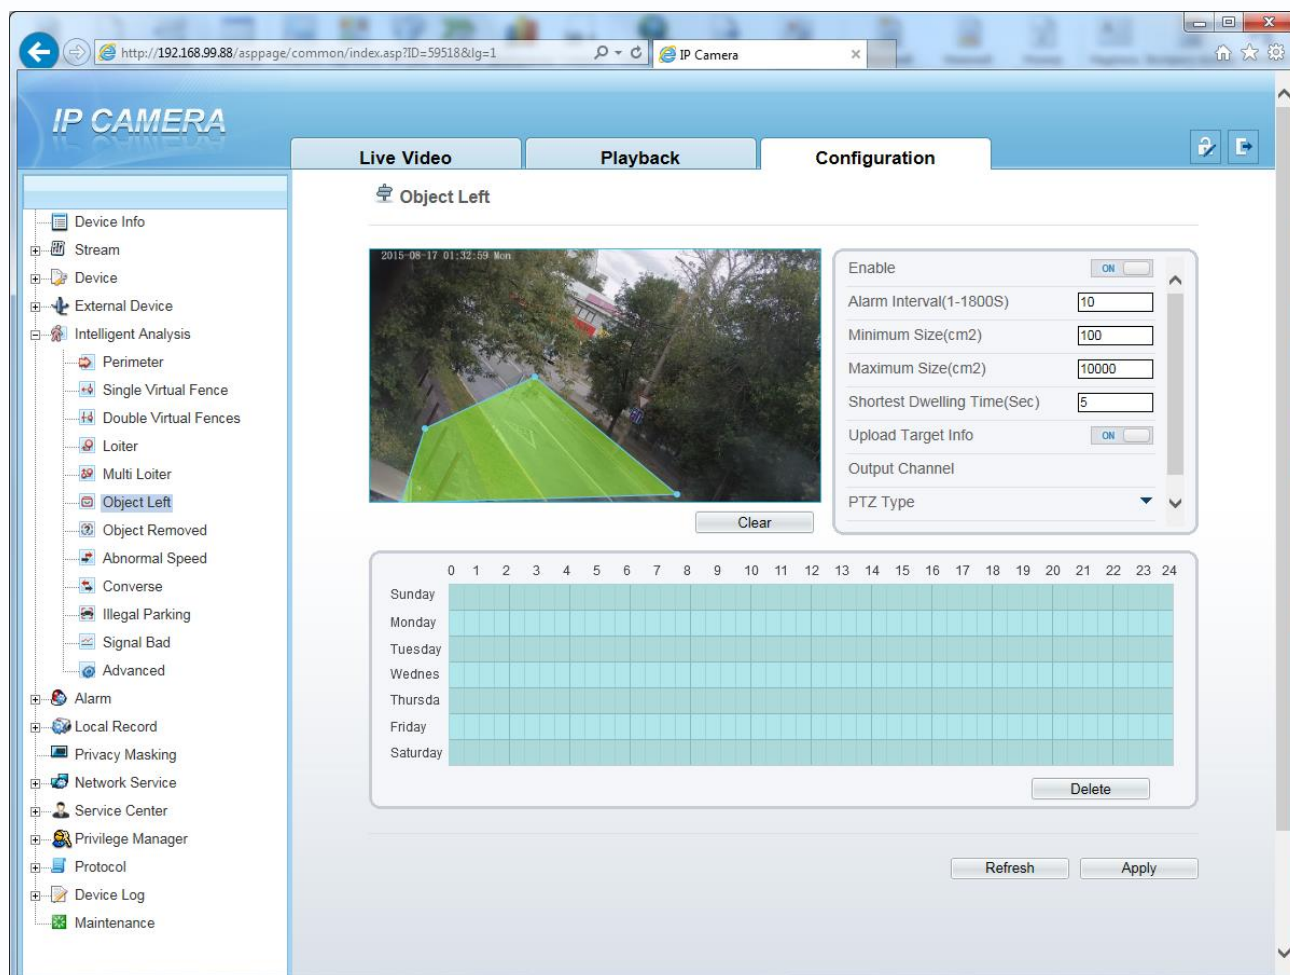 http://192.168.99.88/asppage/common/index.asp?ID=59518&lg=1
IP Camera
IP CAMERA
Live Video
Playback
Configuration
Object Left
Device Info
Stream
Device
External Device
Intelligent Analysis
Perimeter
Single Virtual Fence
Double Virtual Fences
Loiter
Multi Loiter
Object Left
Object Removed
Abnormal Speed
Converse
Illegal Parking
Signal Bad
Advanced
Alarm
Local Record
Privacy Masking
Network Service
Service Center
Privilege Manager
Protocol
Device Log
Maintenance
2015-08-17 01:32:59 Mon
Clear
Enable ON
Alarm Interval(1-1800S) 10
Minimum Size(cm2) 100
Maximum Size(cm2) 10000
Shortest Dwelling Time(Sec) 5
Upload Target Info ON
Output Channel
PTZ Type
0 1 2 3 4 5 6 7 8 9 10 11 12 13 14 15 16 17 18 19 20 21 22 23 24
Sunday
Monday
Tuesday
Wednes
Thursda
Friday
Saturday
Delete
Refresh
Apply